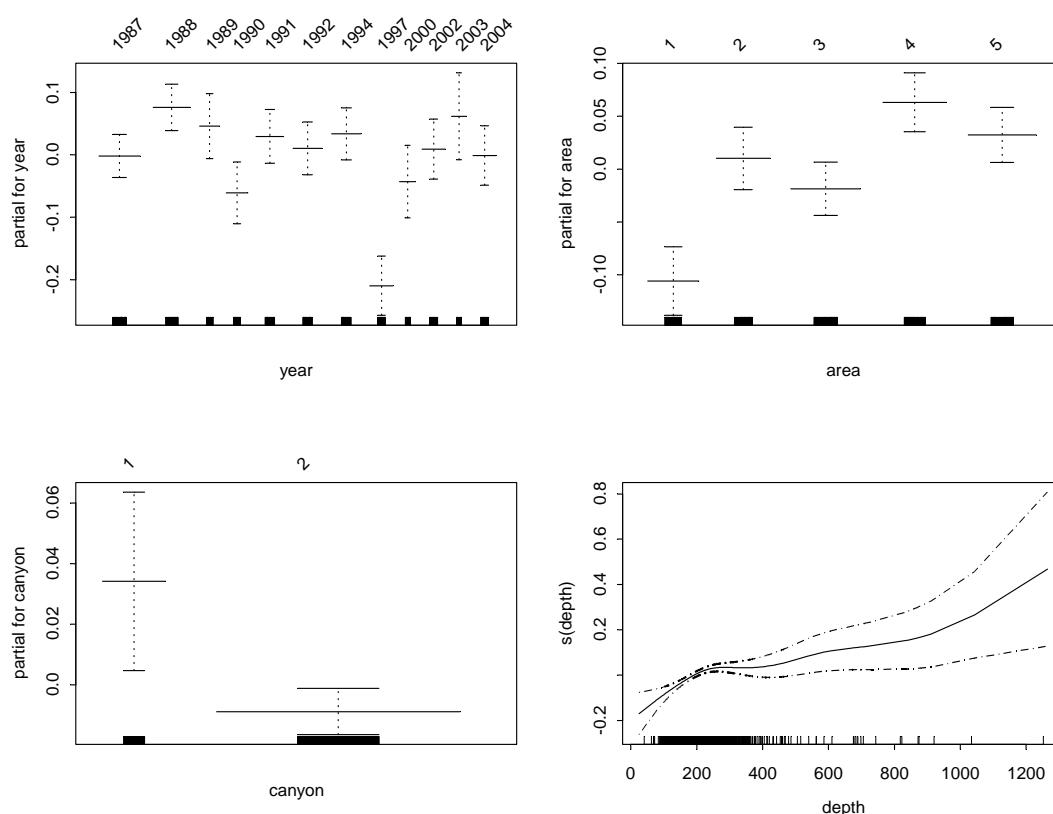 1987 1988 1989 1990 1991 1992 1994 1997 2000 2002 2003 2004
0.1
0.0
-0.1
-0.2
partial for year
year
1 2 3 4 5
0.10
0.05
0.0
-0.10
partial for area
area
1 2
0.06
0.04
0.02
0.0
partial for canyon
canyon
0.8
0.6
0.4
0.2
-0.2
s(depth)
0 200 400 600 800 1000 1200
depth